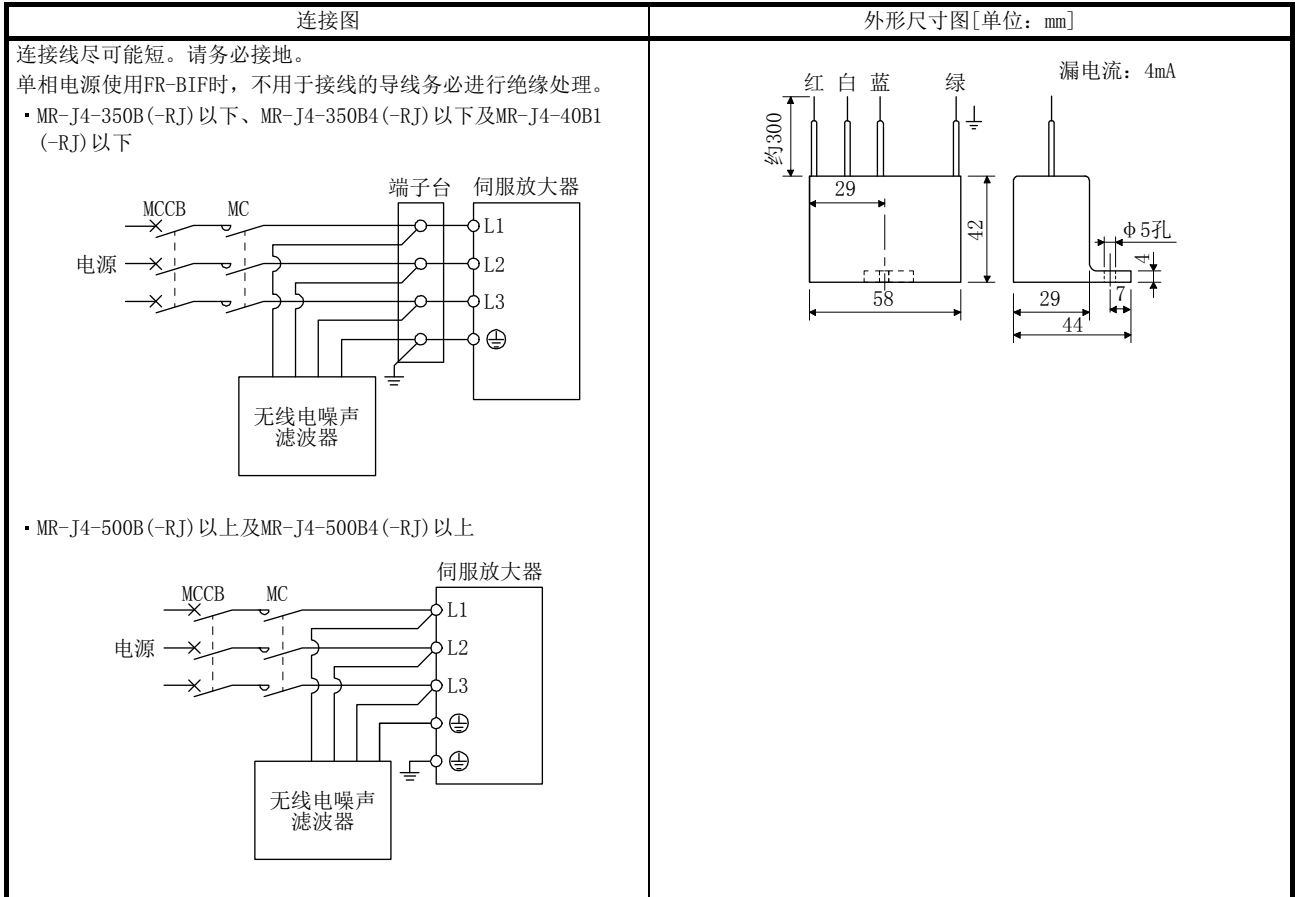 连接图
外形尺寸图[单位：mm]
连接线尽可能短。请务必接地。
单相电源使用FR-BIF时，不用于接线的导线务必进行绝缘处理。
▪MR-J4-350B(-RJ)以下、MR-J4-350B4(-RJ)以下及MR-J4-40B1
(-RJ)以下
端子台 伺服放大器
MCCB MC
L1
电源
L2
L3
无线电噪声
滤波器
▪MR-J4-500B(-RJ)以上及MR-J4-500B4(-RJ)以上
伺服放大器
MCCB MC
L1
电源
L2
L3
无线电噪声
滤波器
漏电流：4mA
红 白 蓝 绿
约300
29
42
58
φ5孔
4
29
7
44